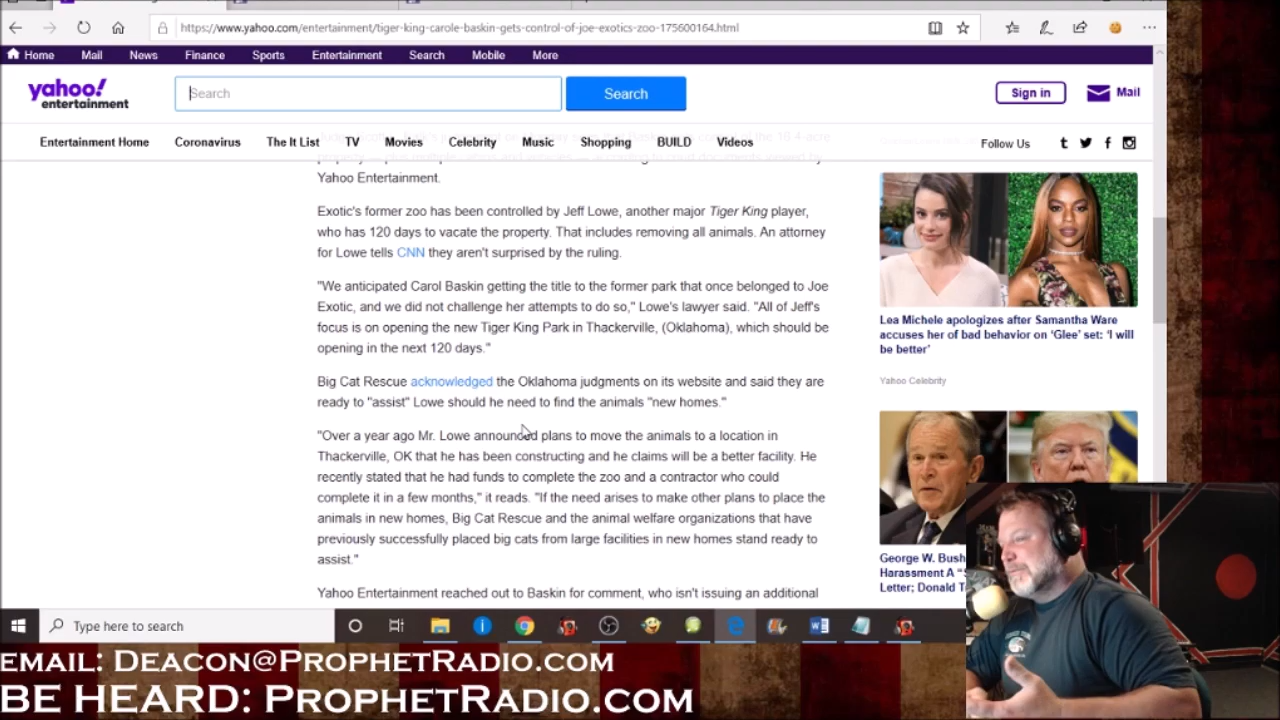 https://www.yahoo.com/entertainment/tiger-king-carole-baskin-gets-control-of-joe-exotics-zoo-175600164.html
Home Mail News Finance Sports Entertainment Search Mobile More
yahoo!
entertainment
Search
Search
Sign in
Mail
Entertainment Home Coronavirus The It List TV Movies Celebrity Music Shopping BUILD Videos
Follow Us
Yahoo Entertainment.
Exotic's former zoo has been controlled by Jeff Lowe, another major Tiger King player,
who has 120 days to vacate the property. That includes removing all animals. An attorney
for Lowe tells CNN they aren't surprised by the ruling.
"We anticipated Carol Baskin getting the title to the former park that once belonged to Joe
Exotic, and we did not challenge her attempts to do so," Lowe's lawyer said. "All of Jeff's
focus is on opening the new Tiger King Park in Thackerville, (Oklahoma), which should be
opening in the next 120 days."
Big Cat Rescue acknowledged the Oklahoma judgments on its website and said they are
ready to "assist" Lowe should he need to find the animals "new homes."
"Over a year ago Mr. Lowe announced plans to move the animals to a location in
Thackerville, OK that he has been constructing and he claims will be a better facility. He
recently stated that he had funds to complete the zoo and a contractor who could
complete it in a few months," it reads. "If the need arises to make other plans to place the
animals in new homes, Big Cat Rescue and the animal welfare organizations that have
previously successfully placed big cats from large facilities in new homes stand ready to
assist."
Yahoo Entertainment reached out to Baskin for comment, who isn't issuing an additional
Lea Michele apologizes after Samantha Ware
accuses her of bad behavior on 'Glee' set: 'I will
be better'
Yahoo Celebrity
George W. Bush
Harassment A
Letter; Donald
Type here to search
EMAIL: DEACON@PROPHETRADIO.COM
BE HEARD: PROPHETRADIO.COM